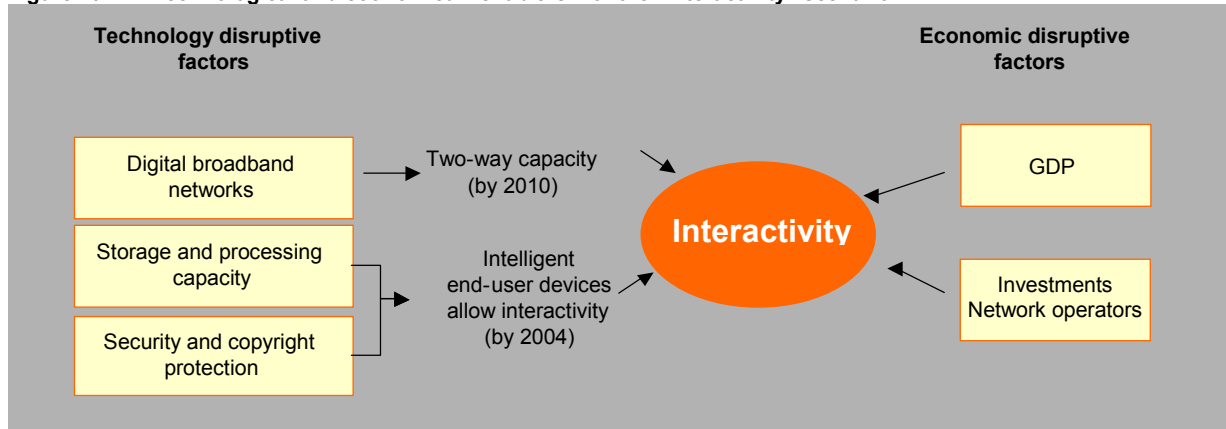 Technology disruptive
factors
Economic disruptive
factors
Digital broadband
networks
Two-way capacity
(by 2010)
GDP
Interactivity
Storage and processing
capacity
Intelligent
end-user devices
allow interactivity
(by 2004)
Investments
Network operators
Security and copyright
protection